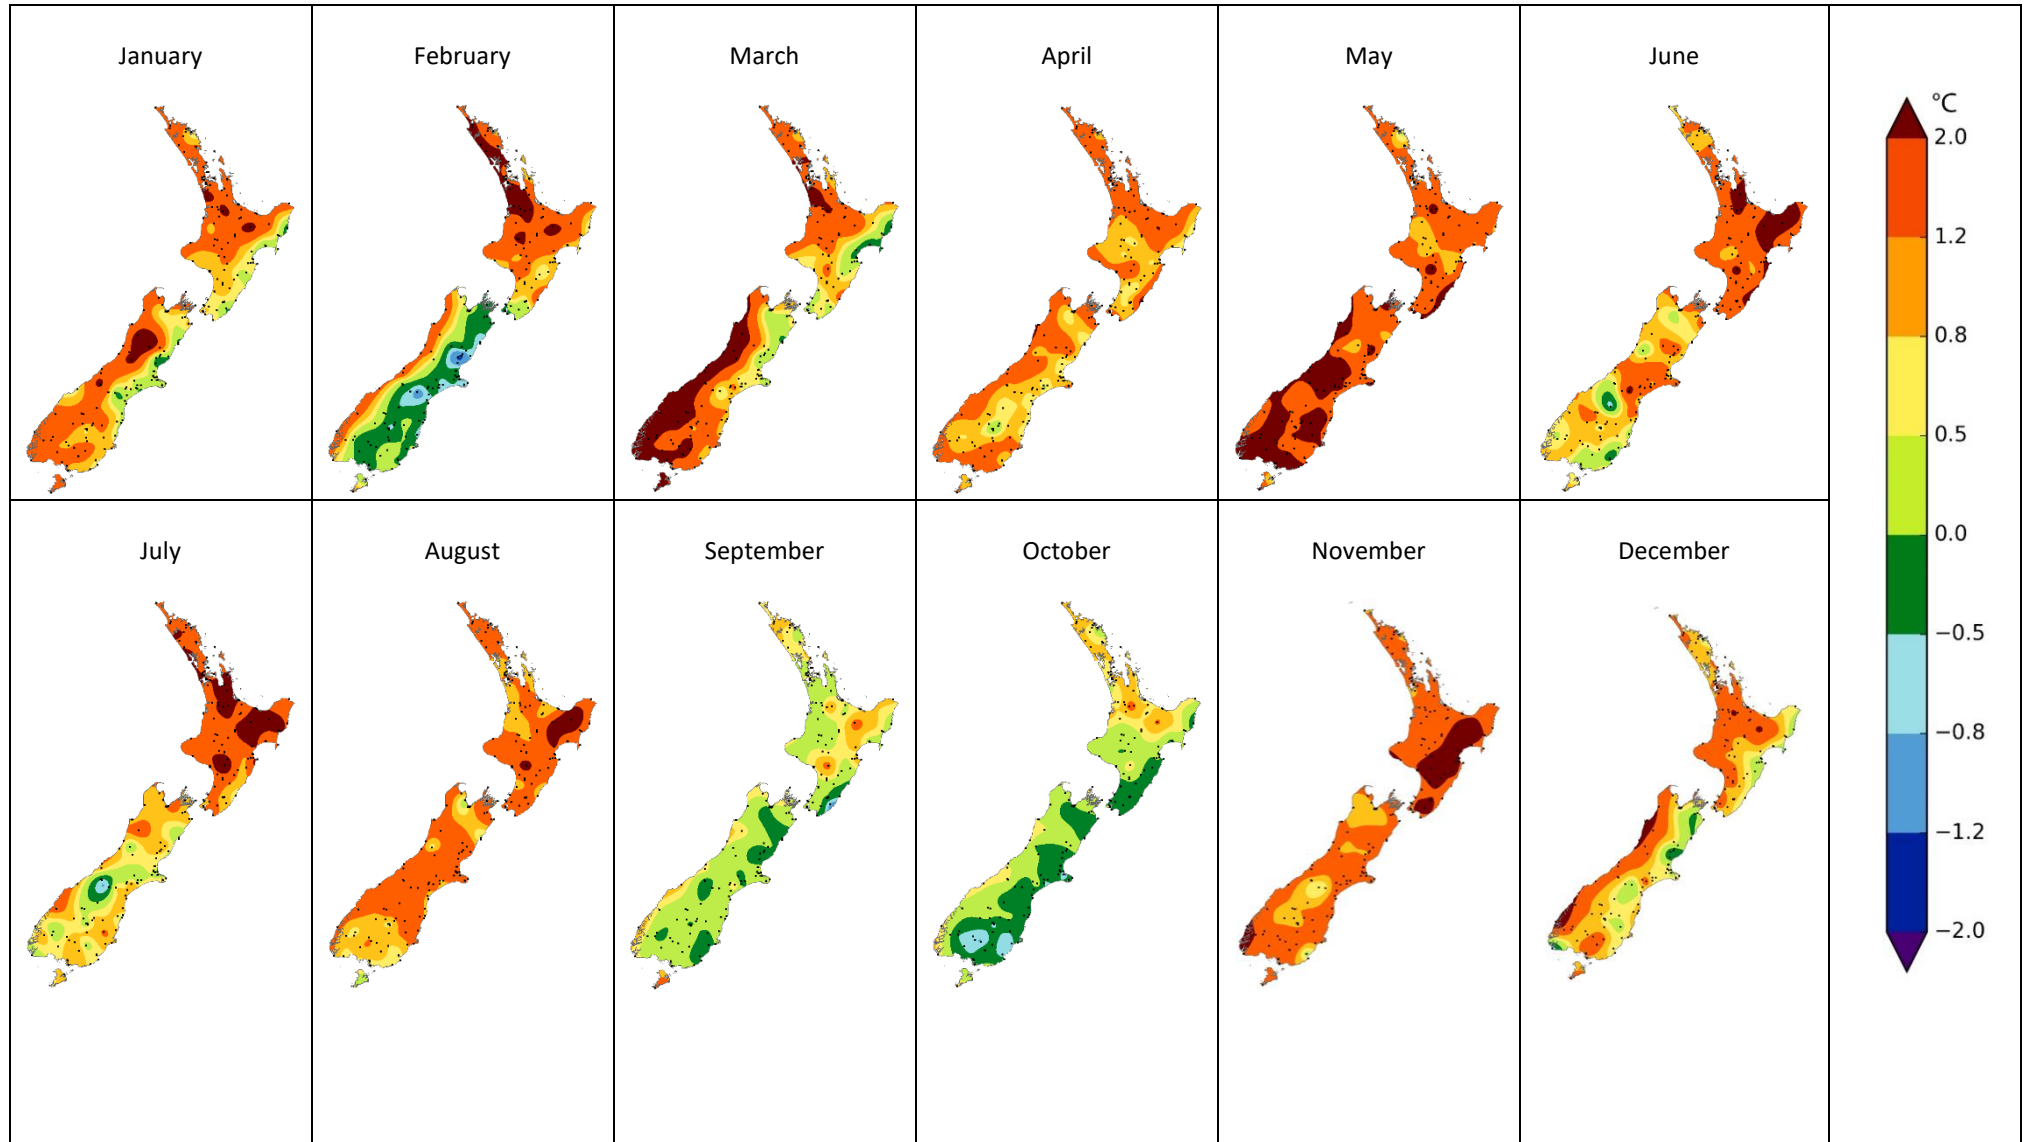 January
February
March
April
May
June
°C
2.0
1.2
0.8
0.5
0.0
−0.5
−0.8
−1.2
−2.0
July
August
September
October
November
December